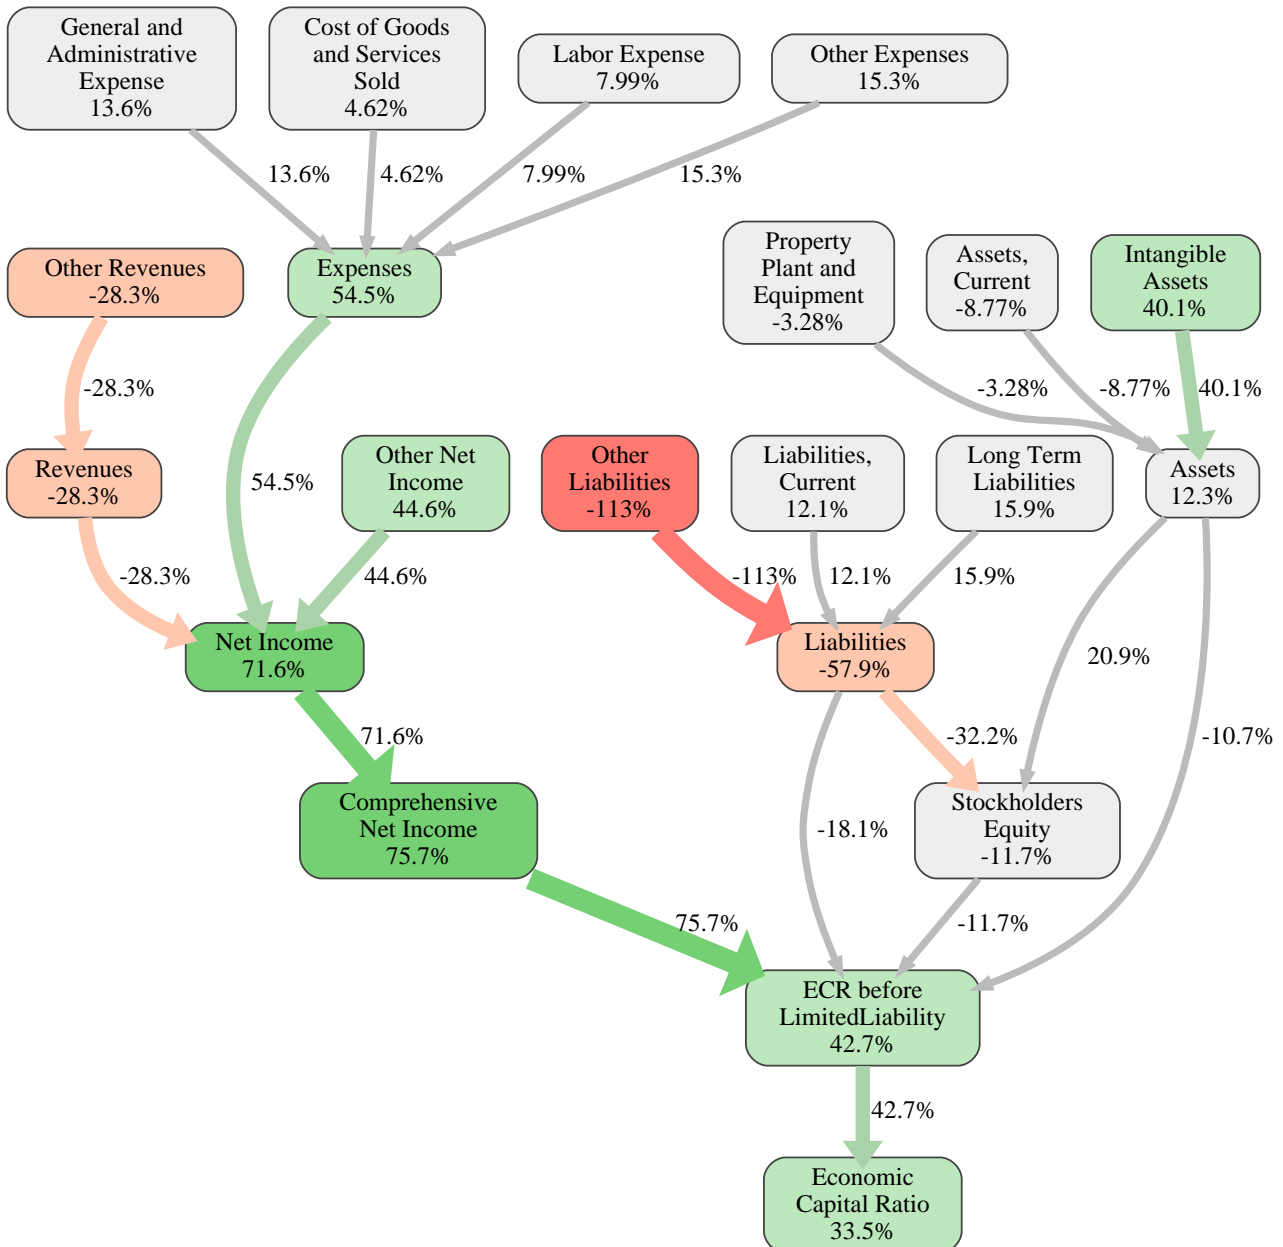 General and
Administrative
Expense
13.6%
Cost of Goods
and Services
Sold
4.62%
Labor Expense
7.99%
Other Expenses
15.3%
13.6%
4.62%
7.99%
15.3%
Other Revenues
-28.3%
Expenses
54.5%
Property
Plant and
Equipment
-3.28%
Assets,
Current
-8.77%
Intangible
Assets
40.1%
-28.3%
-3.28%
-8.77%
40.1%
Revenues
-28.3%
54.5%
Other Net
Income
44.6%
Other
Liabilities
-113%
Liabilities,
Current
12.1%
Long Term
Liabilities
15.9%
Assets
12.3%
-28.3%
44.6%
-113%
12.1%
15.9%
Net Income
71.6%
Liabilities
-57.9%
20.9%
71.6%
-32.2%
-10.7%
Comprehensive
Net Income
75.7%
-18.1%
Stockholders
Equity
-11.7%
75.7%
-11.7%
ECR before
LimitedLiability
42.7%
42.7%
Economic
Capital Ratio
33.5%